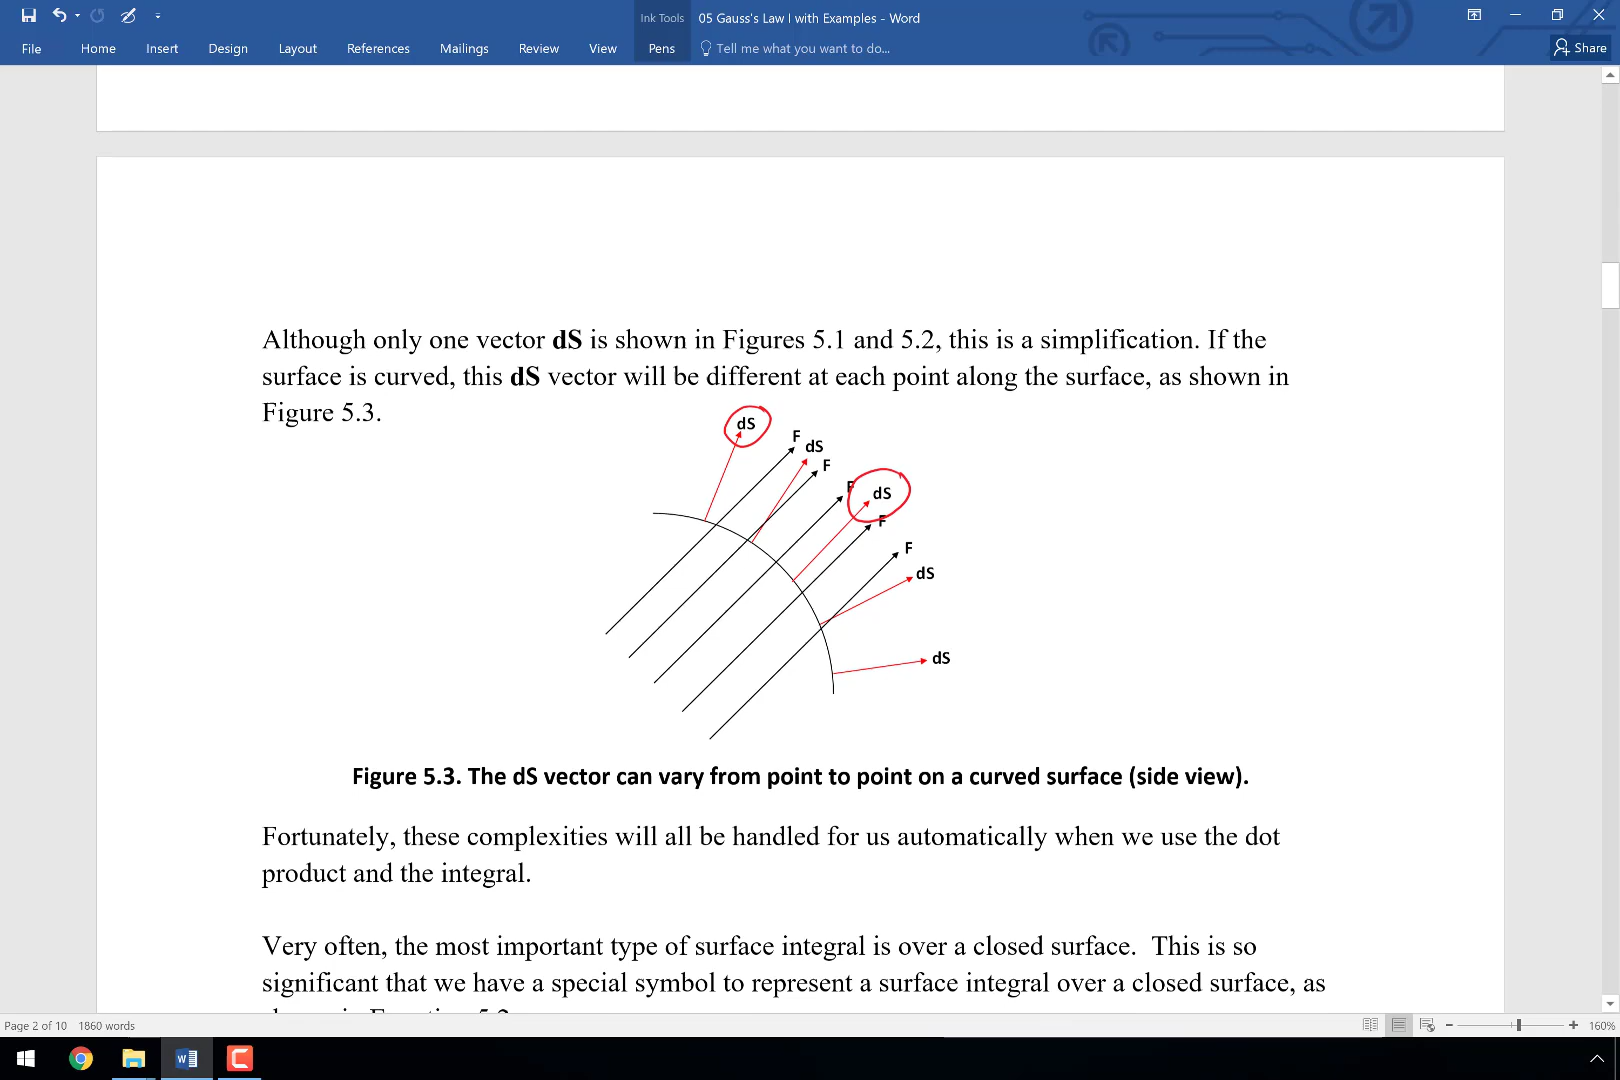 Ink Tools
05 Gauss's Law I with Examples - Word
File Home Insert Design Layout References Mailings Review View Pens Tell me what you want to do... Share
Although only one vector dS is shown in Figures 5.1 and 5.2, this is a simplification. If the
surface is curved, this dS vector will be different at each point along the surface, as shown in
Figure 5.3.
dS
F
dS
F
F
dS
F
F
dS
dS
Figure 5.3. The dS vector can vary from point to point on a curved surface (side view).
Fortunately, these complexities will all be handled for us automatically when we use the dot
product and the integral.
Very often, the most important type of surface integral is over a closed surface.  This is so
significant that we have a special symbol to represent a surface integral over a closed surface, as
Page 2 of 10 1860 words
160%